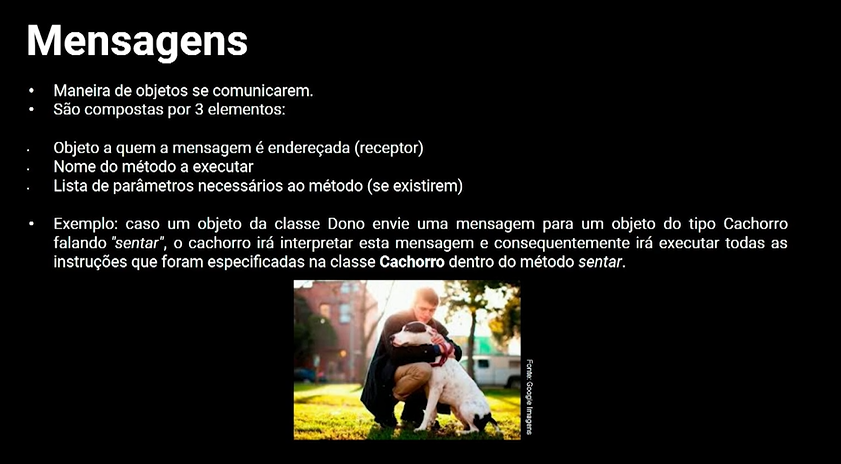 Mensagens
• Maneira de objetos se comunicarem.
• São compostas por 3 elementos:
. Objeto a quem a mensagem é endereçada (receptor)
. Nome do método a executar
. Lista de parâmetros necessários ao método (se existirem)
• Exemplo: caso um objeto da classe Dono envie uma mensagem para um objeto do tipo Cachorro
falando "sentar", o cachorro irá interpretar esta mensagem e consequentemente irá executar todas as
instruções que foram especificadas na classe Cachorro dentro do método sentar.
Fonte: Google Imagens